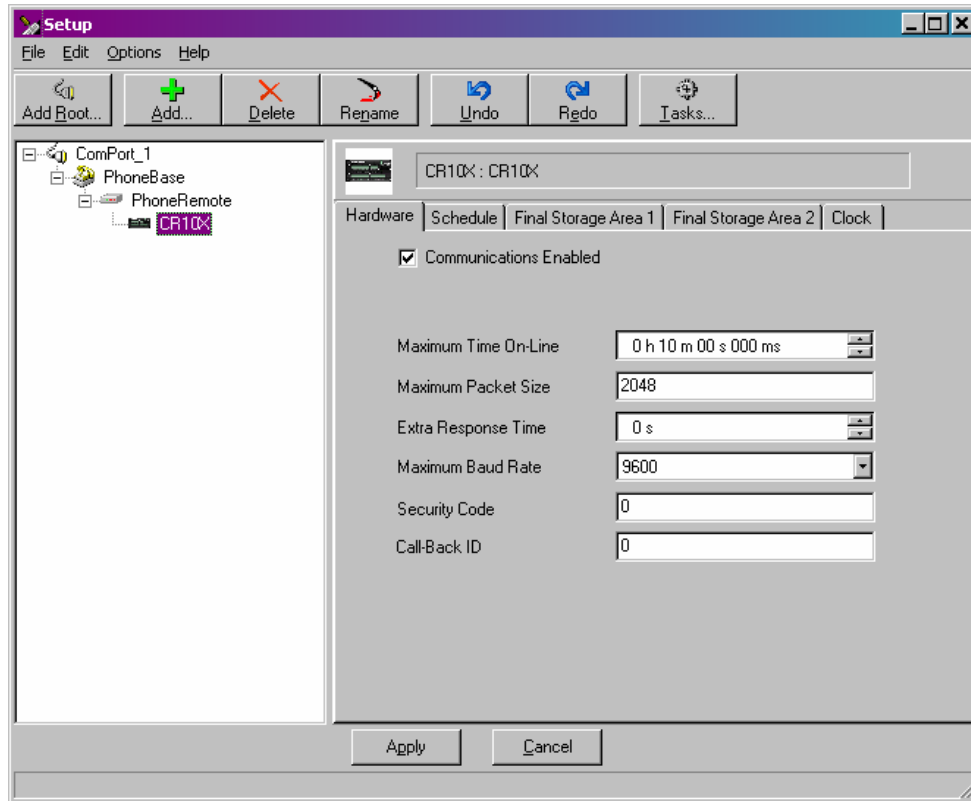 Setup
File Edit Options Help
Add Root... Add... Delete Rename Undo Redo Tasks...
ComPort_1
PhoneBase
PhoneRemote
CR10X
CR10X : CR10X
Hardware Schedule Final Storage Area 1 Final Storage Area 2 Clock
Communications Enabled
Maximum Time On-Line 0 h 10 m 00 s 000 ms
Maximum Packet Size 2048
Extra Response Time 0 s
Maximum Baud Rate 9600
Security Code 0
Call-Back ID 0
Apply Cancel